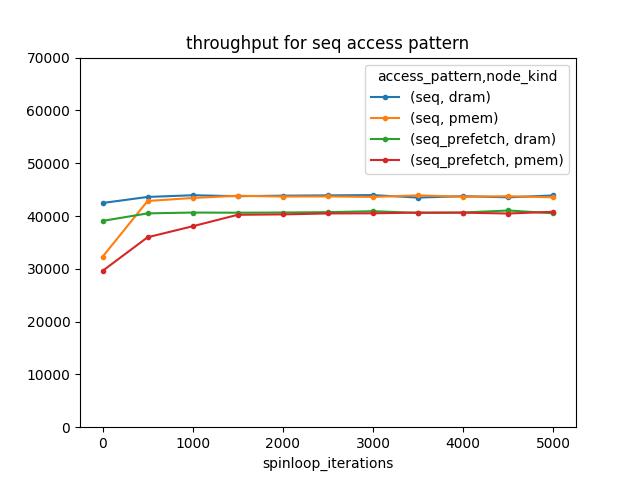 throughput for seq access pattern
70000
60000
50000
40000
30000
20000
10000
0
access_pattern,node_kind
(seq, dram)
(seq, pmem)
(seq_prefetch, dram)
(seq_prefetch, pmem)
0 1000 2000 3000 4000 5000
spinloop_iterations